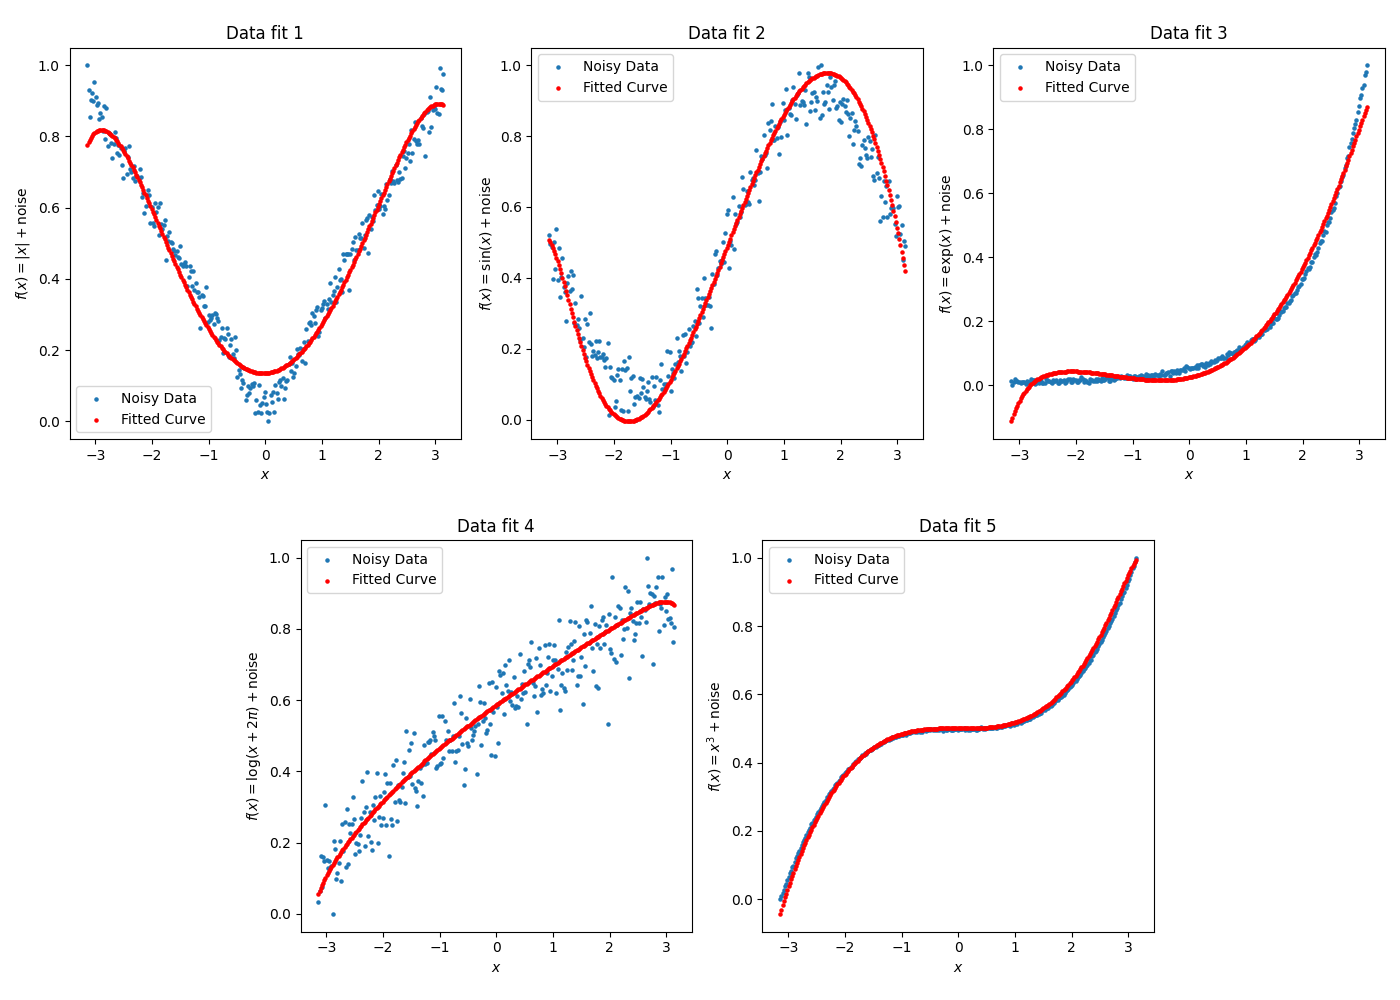 Data fit 1
f(x) = |x| + noise
1.0
0.8
0.6
0.4
0.2
0.0
Noisy Data
Fitted Curve
−3 −2 −1 0 1 2 3
x
Data fit 2
f(x) = sin(x) + noise
1.0
0.8
0.6
0.4
0.2
0.0
Noisy Data
Fitted Curve
−3 −2 −1 0 1 2 3
x
Data fit 3
f(x) = exp(x) + noise
1.0
0.8
0.6
0.4
0.2
0.0
Noisy Data
Fitted Curve
−3 −2 −1 0 1 2 3
x
Data fit 4
f(x) = log(x + 2π) + noise
1.0
0.8
0.6
0.4
0.2
0.0
Noisy Data
Fitted Curve
−3 −2 −1 0 1 2 3
x
Data fit 5
f(x) = x³ + noise
1.0
0.8
0.6
0.4
0.2
0.0
Noisy Data
Fitted Curve
−3 −2 −1 0 1 2 3
x